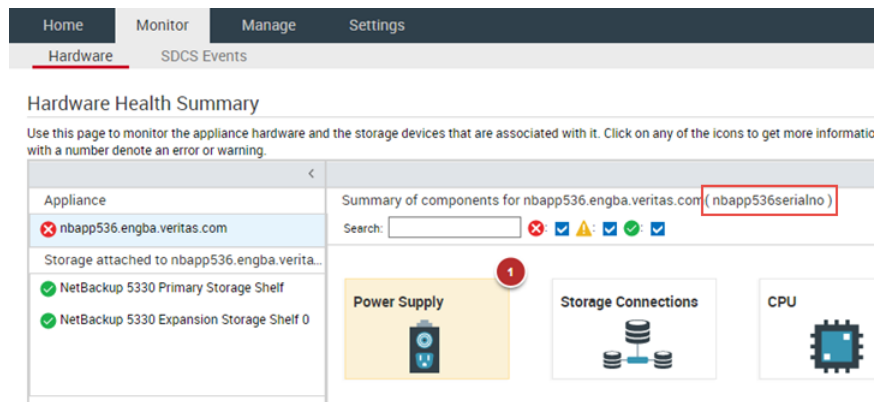 Home Monitor Manage Settings
Hardware SDCS Events
Hardware Health Summary
Use this page to monitor the appliance hardware and the storage devices that are associated with it. Click on any of the icons to get more informatio
with a number denote an error or warning.
<
Appliance
nbapp536.engba.veritas.com
Storage attached to nbapp536.engba.verita...
NetBackup 5330 Primary Storage Shelf
NetBackup 5330 Expansion Storage Shelf 0
Summary of components for nbapp536.engba.veritas.com( nbapp536serialno )
Search: : : :
1
Power Supply
Storage Connections
CPU